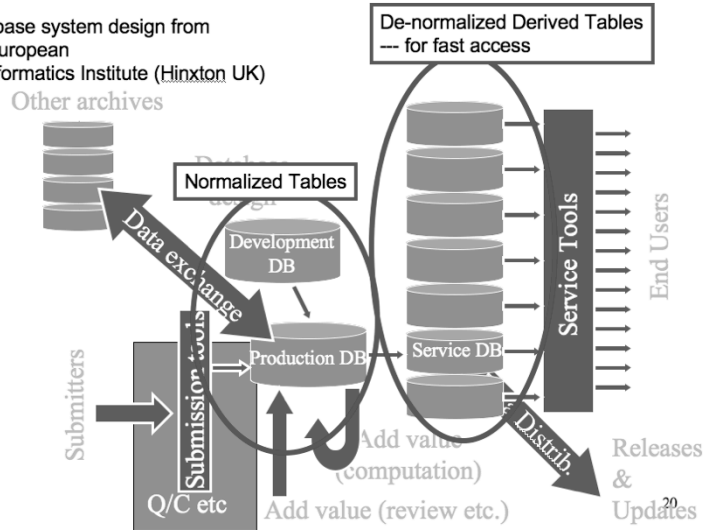 base system design from
uropean
formatics Institute (Hinxton UK)
De-normalized Derived Tables
--- for fast access
Other archives
Database
design
Normalized Tables
Data exchange
Development
DB
Production DB
Service DB
Service Tools
End Users
Submitters
Submission tools
Q/C etc
Add value
(computation)
Add value (review etc.)
Distrib.
Releases
&
Updates
20